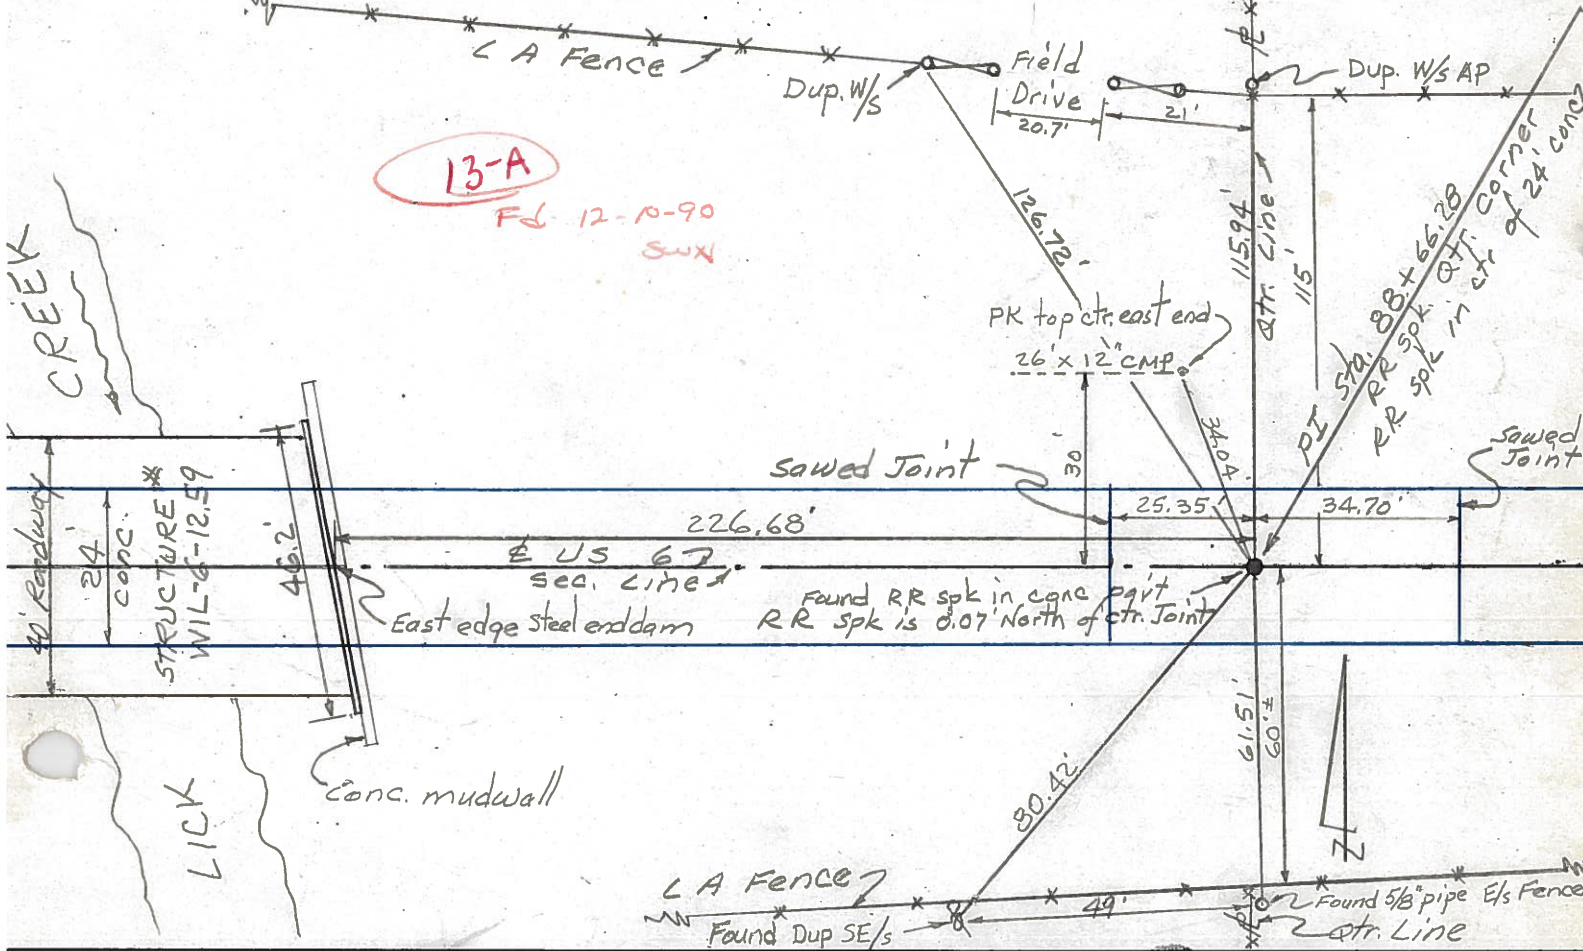 L A Fence
Dup. W/s
Field
Drive
20.7'
21'
Dup. W/s AP
13-A
Fd 12-10-90
126.72'
115.94'
Qtr. Line
115'
PI Sta. 88+66.28
RR Spk. Qtr. Corner
RR spk in ctr of 24' conc
PK top ctr. east end
26' x 12" CMP
30'
34.04'
CREEK
Sawed Joint
Sawed
Joint
25.35'
34.70'
226.68'
℄ US 6
Sec. Line
40' Roadway
24'
conc.
STRUCTURE #
WIL-6-12.59
46.2'
East edge Steel end dam
Found RR spk in conc pav't
RR Spk is 0.07' North of ctr. Joint
Conc. mudwall
LICK
80.42'
61.51'
60'±
L A Fence
49'
Found Dup SE/s
Found 5/8" pipe E/s Fence
Qtr. Line